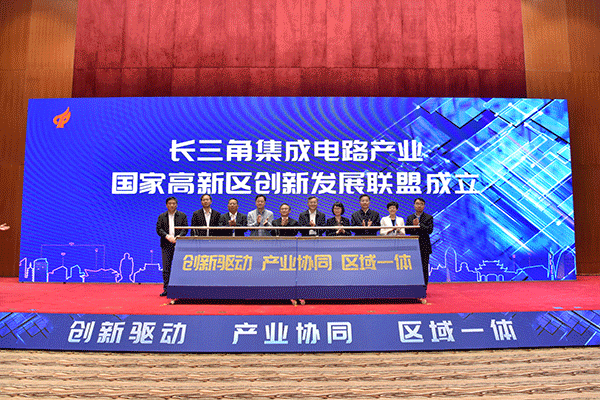 长三角集成电路产业
国家高新区创新发展联盟成立
创新驱动 产业协同 区域一体
创新驱动 产业协同 区域一体